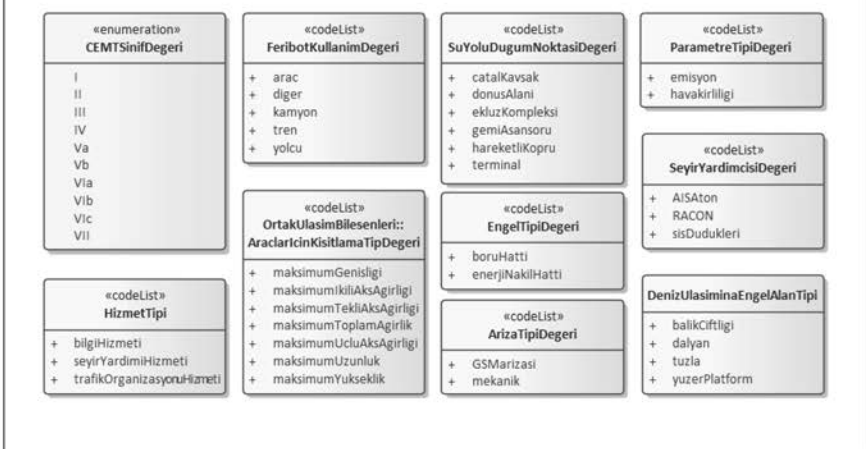 «enumeration»
CEMTSinifDegeri
I
II
III
IV
Va
Vb
VIa
VIb
VIc
VII
«codeList»
FeribotKullanimDegeri
+ arac
+ diger
+ kamyon
+ tren
+ yolcu
«codeList»
SuYoluDugumNoktasiDegeri
+ catalKavsak
+ donusAlani
+ ekluzKompleksi
+ gemiAsansoru
+ hareketliKopru
+ terminal
«codeList»
ParametreTipiDegeri
+ emisyon
+ havakirliligi
«codeList»
SeyirYardimcisiDegeri
+ AISAton
+ RACON
+ sisDudukleri
«codeList»
OrtakUlasimBilesenleri::
AraclarIcinKisitlamaTipDegeri
+ maksimumGenisligi
+ maksimumIkiliAksAgirligi
+ maksimumTekliAksAgirligi
+ maksimumToplamAgirlik
+ maksimumUcluAksAgirligi
+ maksimumUzunluk
+ maksimumYukseklik
«codeList»
EngelTipiDegeri
+ boruHatti
+ enerjiNakilHatti
«codeList»
HizmetTipi
+ bilgiHizmeti
+ seyirYardimiHizmeti
+ trafikOrganizasyonuHizmeti
«codeList»
ArizaTipiDegeri
+ GSMarizasi
+ mekanik
DenizUlasiminaEngelAlanTipi
+ balikCiftligi
+ dalyan
+ tuzla
+ yuzerPlatform